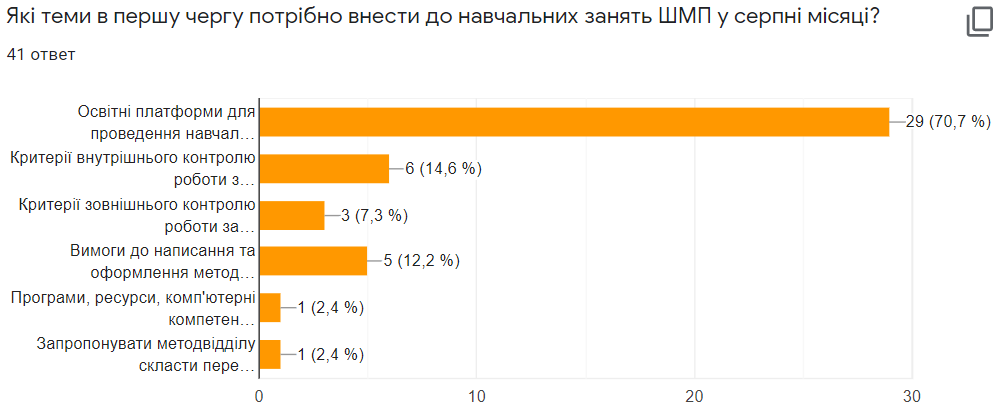 Які теми в першу чергу потрібно внести до навчальних занять ШМП у серпні місяці?
41 ответ
Освітні платформи для
проведення навчал…
29 (70,7 %)
Критерії внутрішнього контролю
роботи з…
6 (14,6 %)
Критерії зовнішнього контролю
роботи за…
3 (7,3 %)
Вимоги до написання та
оформлення метод…
5 (12,2 %)
Програми, ресурси, комп'ютерні
компетен…
1 (2,4 %)
Запропонувати методвідділу
скласти пере…
1 (2,4 %)
0 10 20 30